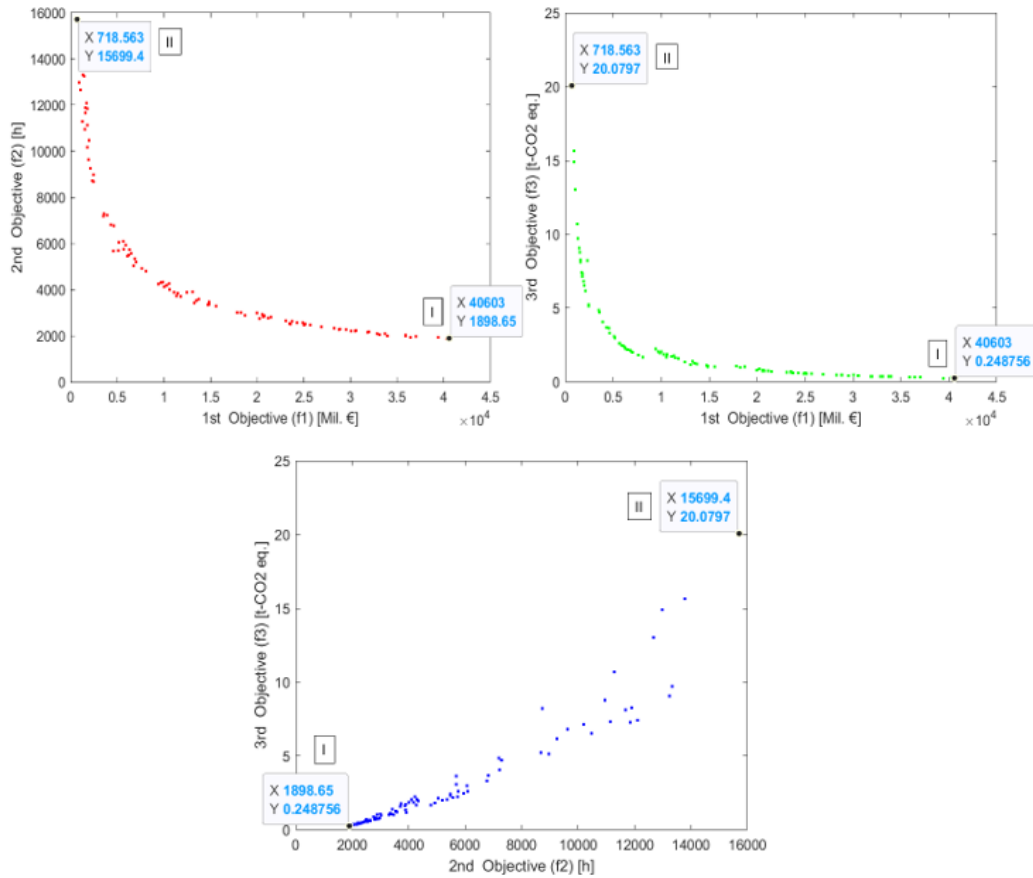 16000
14000
12000
10000
8000
6000
4000
2000
0
2nd Objective (f2) [h]
X 718.563
Y 15699.4
II
I
X 40603
Y 1898.65
0 0.5 1 1.5 2 2.5 3 3.5 4 4.5
1st Objective (f1) [Mil. €]
×10⁴
25
20
15
10
5
0
3rd Objective (f3) [t-CO2 eq.]
X 718.563
Y 20.0797
II
I
X 40603
Y 0.248756
0 0.5 1 1.5 2 2.5 3 3.5 4 4.5
1st Objective (f1) [Mil. €]
×10⁴
25
20
15
10
5
0
3rd Objective (f3) [t-CO2 eq.]
II
X 15699.4
Y 20.0797
I
X 1898.65
Y 0.248756
0 2000 4000 6000 8000 10000 12000 14000 16000
2nd Objective (f2) [h]